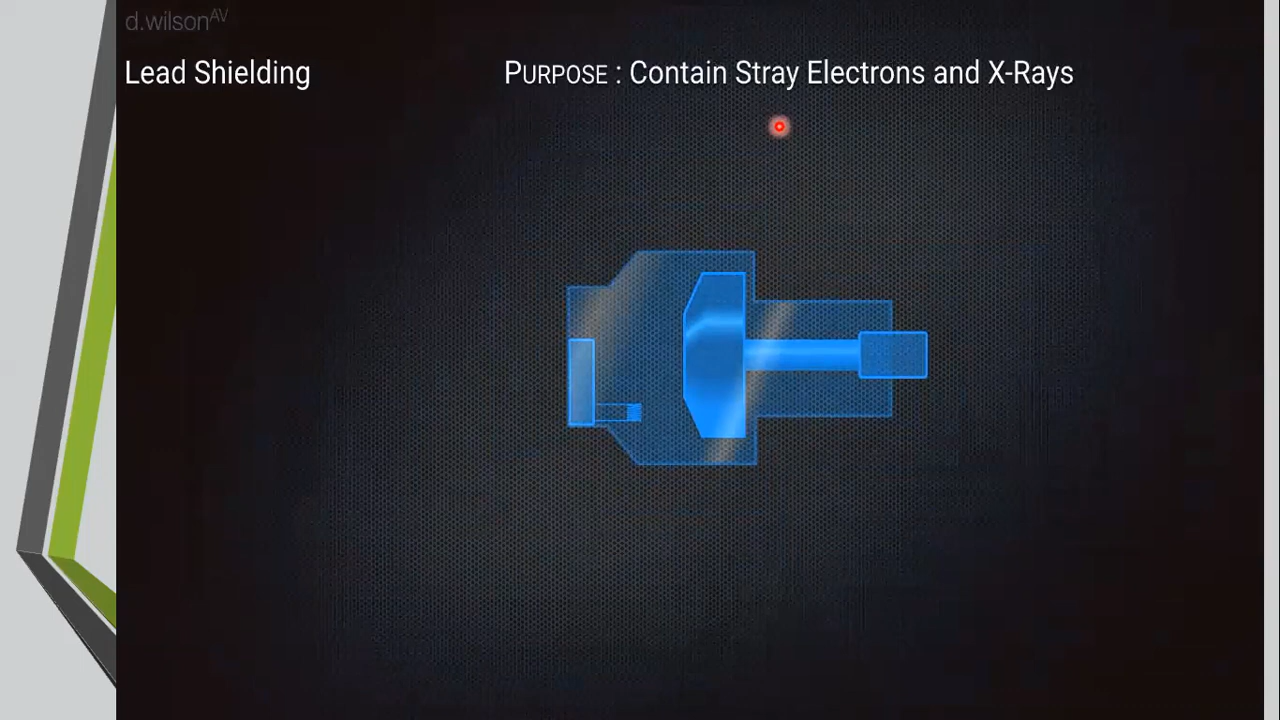 d.wilsonAV
Lead Shielding
PURPOSE : Contain Stray Electrons and X-Rays